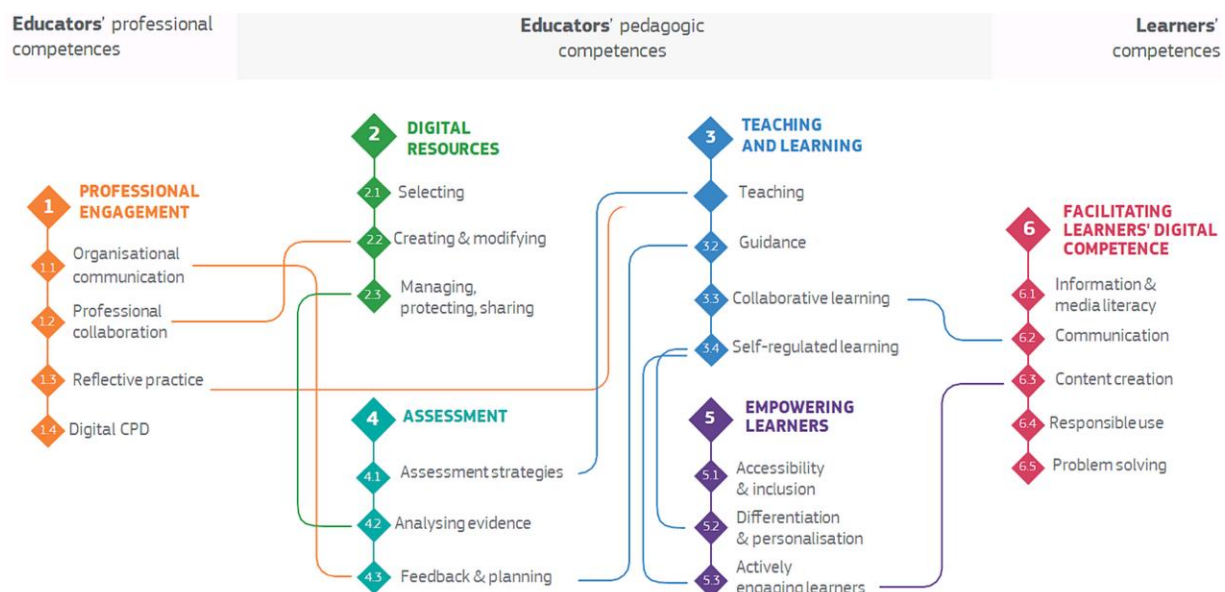 Educators' professional
competences
Educators' pedagogic
competences
Learners'
competences
1
PROFESSIONAL
ENGAGEMENT
1.1
Organisational
communication
1.2
Professional
collaboration
1.3
Reflective practice
1.4
Digital CPD
2
DIGITAL
RESOURCES
2.1
Selecting
2.2
Creating & modifying
2.3
Managing,
protecting, sharing
4
ASSESSMENT
4.1
Assessment strategies
4.2
Analysing evidence
4.3
Feedback & planning
3
TEACHING
AND LEARNING
Teaching
3.2
Guidance
3.3
Collaborative learning
3.4
Self-regulated learning
5
EMPOWERING
LEARNERS
5.1
Accessibility
& inclusion
5.2
Differentiation
& personalisation
5.3
Actively
engaging learners
6
FACILITATING
LEARNERS' DIGITAL
COMPETENCE
6.1
Information &
media literacy
6.2
Communication
6.3
Content creation
6.4
Responsible use
6.5
Problem solving